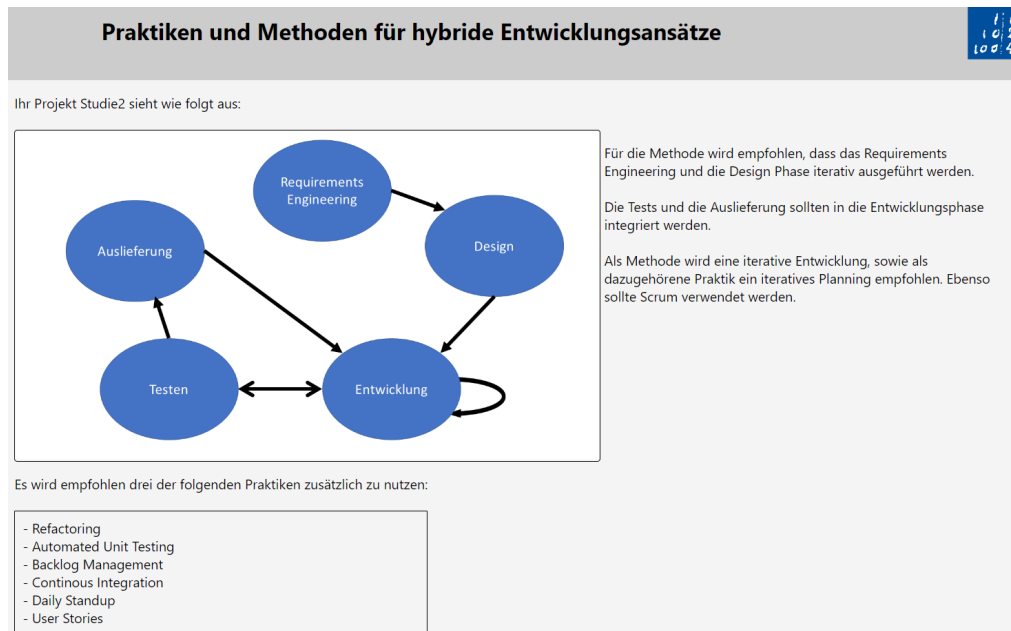 Praktiken und Methoden für hybride Entwicklungsansätze
Ihr Projekt Studie2 sieht wie folgt aus:
Requirements
Engineering
Auslieferung
Design
Testen
Entwicklung
Für die Methode wird empfohlen, dass das Requirements
Engineering und die Design Phase iterativ ausgeführt werden.
Die Tests und die Auslieferung sollten in die Entwicklungsphase
integriert werden.
Als Methode wird eine iterative Entwicklung, sowie als
dazugehörene Praktik ein iteratives Planning empfohlen. Ebenso
sollte Scrum verwendet werden.
Es wird empfohlen drei der folgenden Praktiken zusätzlich zu nutzen:
- Refactoring
- Automated Unit Testing
- Backlog Management
- Continous Integration
- Daily Standup
- User Stories